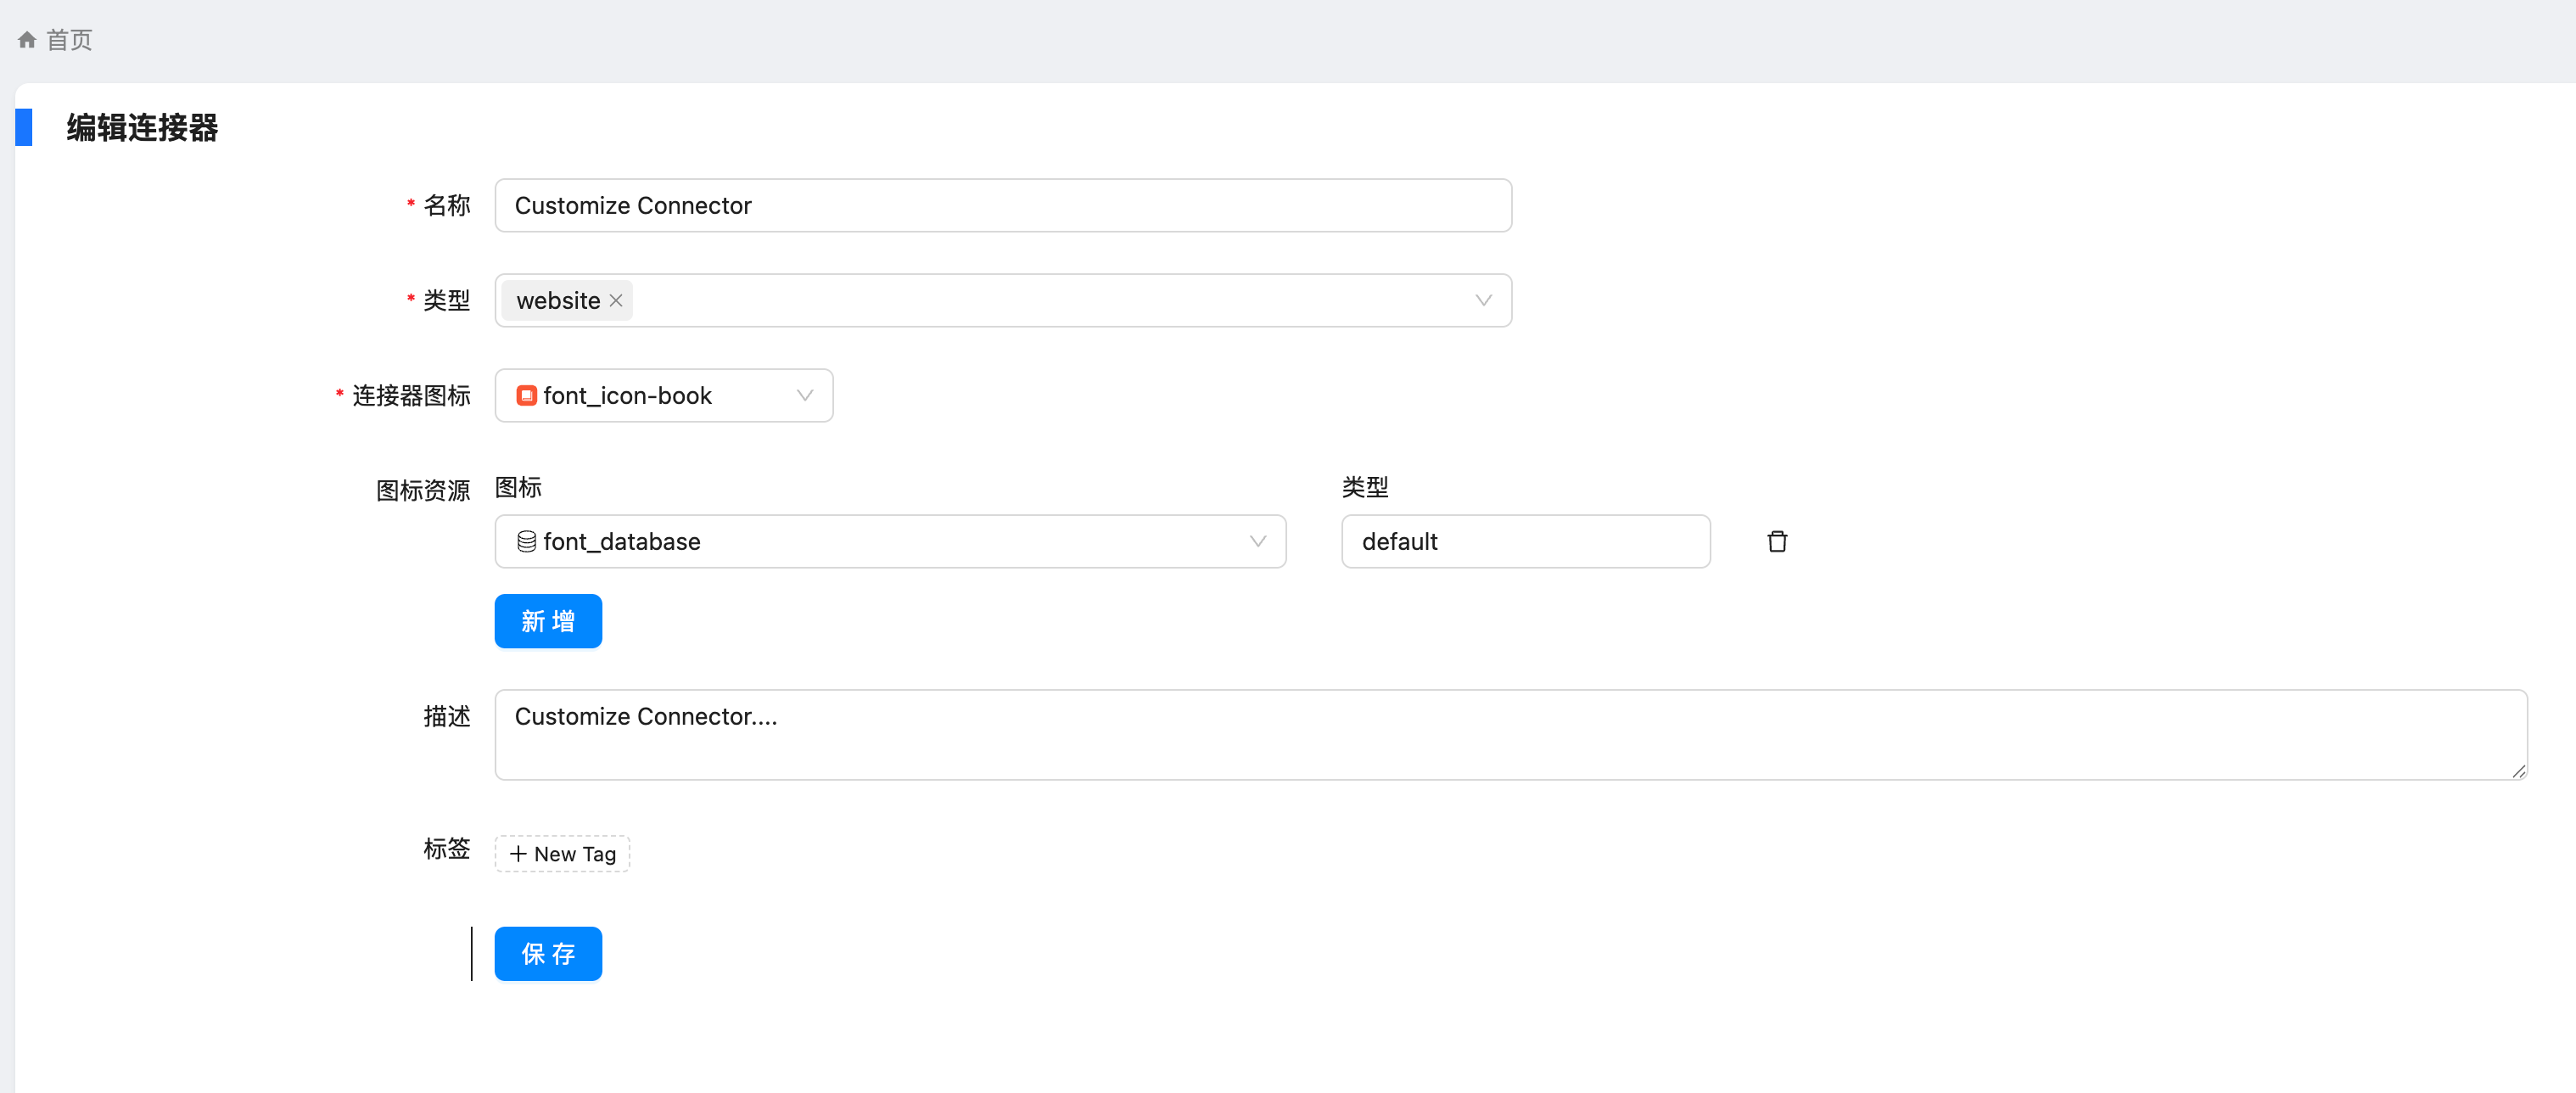 首页
编辑连接器
* 名称 Customize Connector
* 类型 website
* 连接器图标 font_icon-book
图标资源 图标 类型
font_database default
新 增
描述 Customize Connector....
标签 + New Tag
保 存